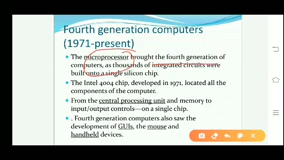 Fourth generation computers
(1971-present)
• The microprocessor brought the fourth generation of
computers, as thousands of integrated circuits were
built onto a single silicon chip.
• The Intel 4004 chip, developed in 1971, located all the
components of the computer.
• From the central processing unit and memory to
input/output controls—on a single chip.
• . Fourth generation computers also saw the
development of GUIs, the mouse and
handheld devices.